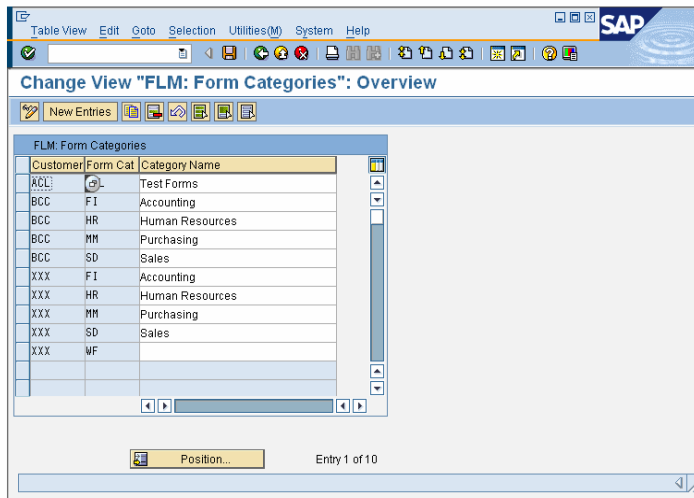 Table View Edit Goto Selection Utilities(M) System Help
SAP
Change View "FLM: Form Categories": Overview
New Entries
FLM: Form Categories
Customer Form Cat Category Name
ACL Test Forms
BCC FI Accounting
BCC HR Human Resources
BCC MM Purchasing
BCC SD Sales
XXX FI Accounting
XXX HR Human Resources
XXX MM Purchasing
XXX SD Sales
XXX WF
Position... Entry 1 of 10